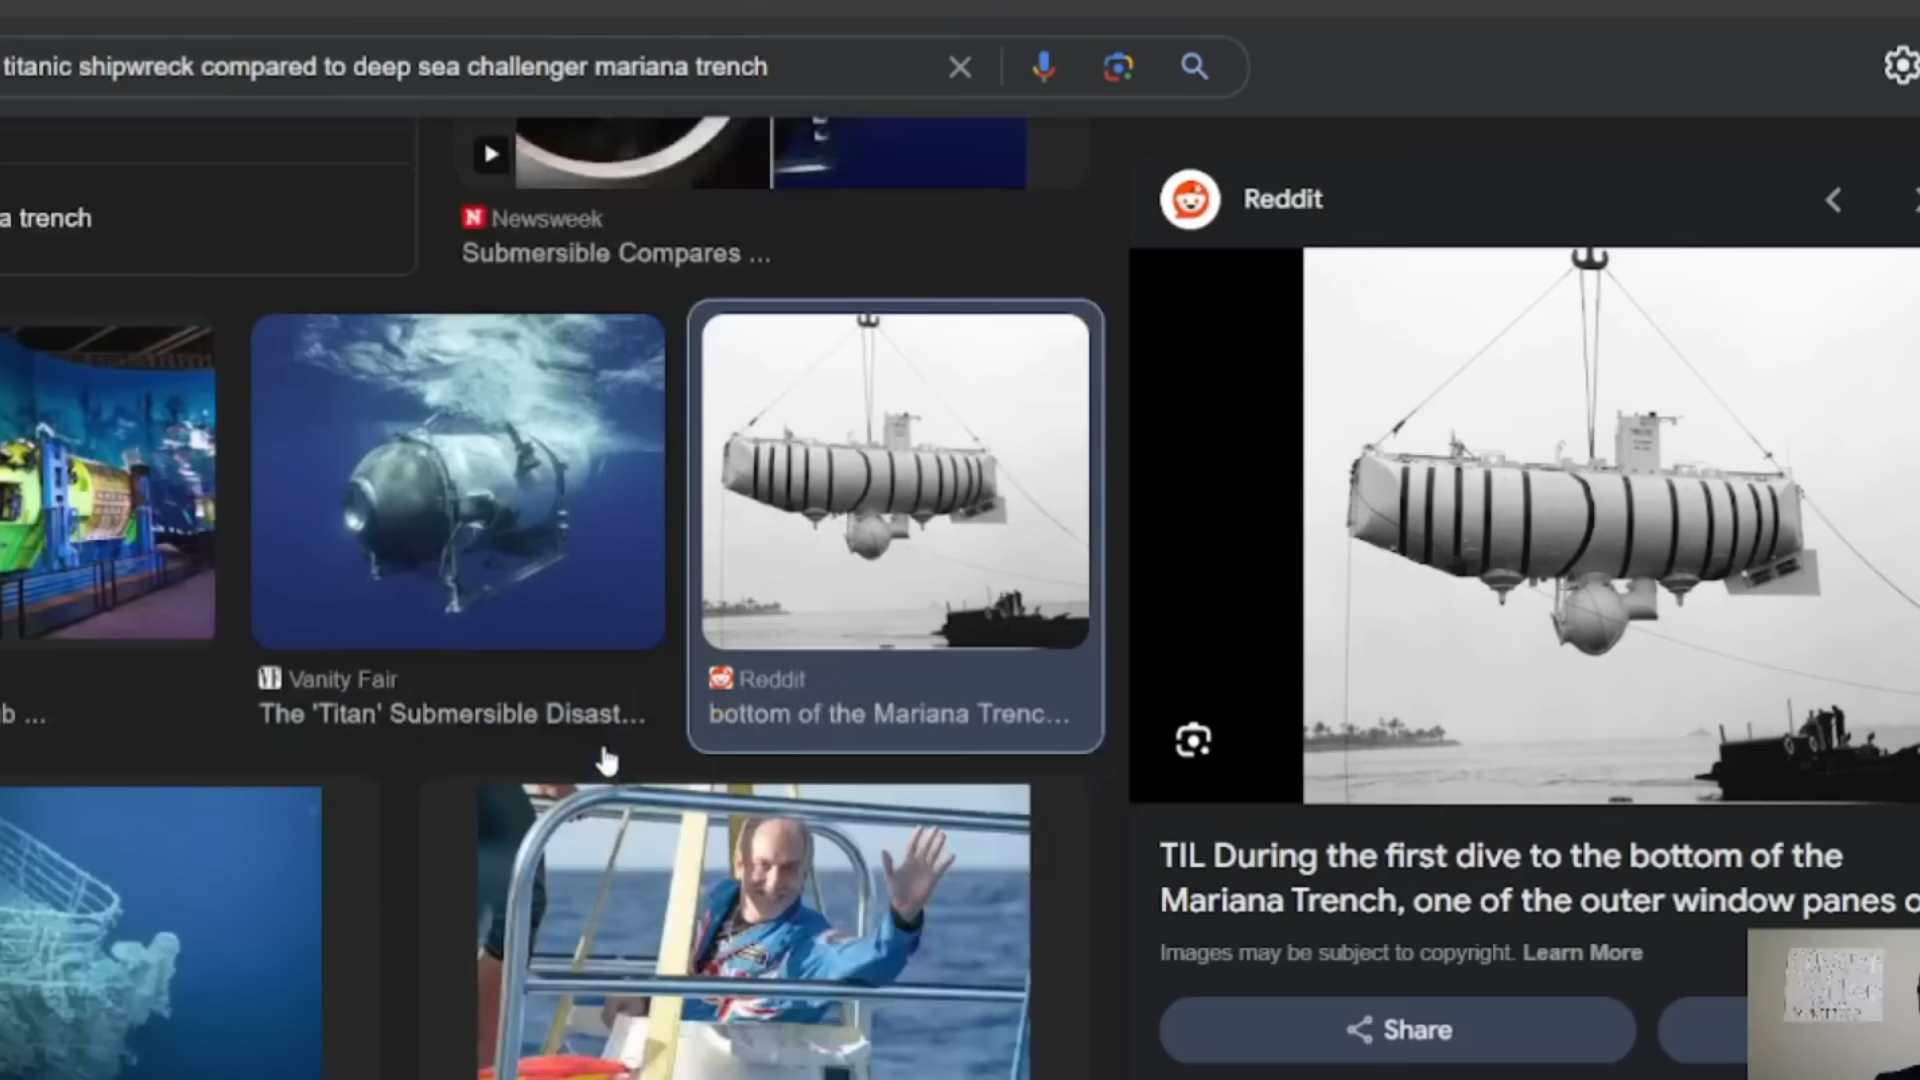 titanic shipwreck compared to deep sea challenger mariana trench
a trench
N Newsweek
Submersible Compares ...
Reddit
b ...
Vanity Fair
The 'Titan' Submersible Disast...
Reddit
bottom of the Mariana Trenc...
TIL During the first dive to the bottom of the
Mariana Trench, one of the outer window panes o
Images may be subject to copyright. Learn More
Share